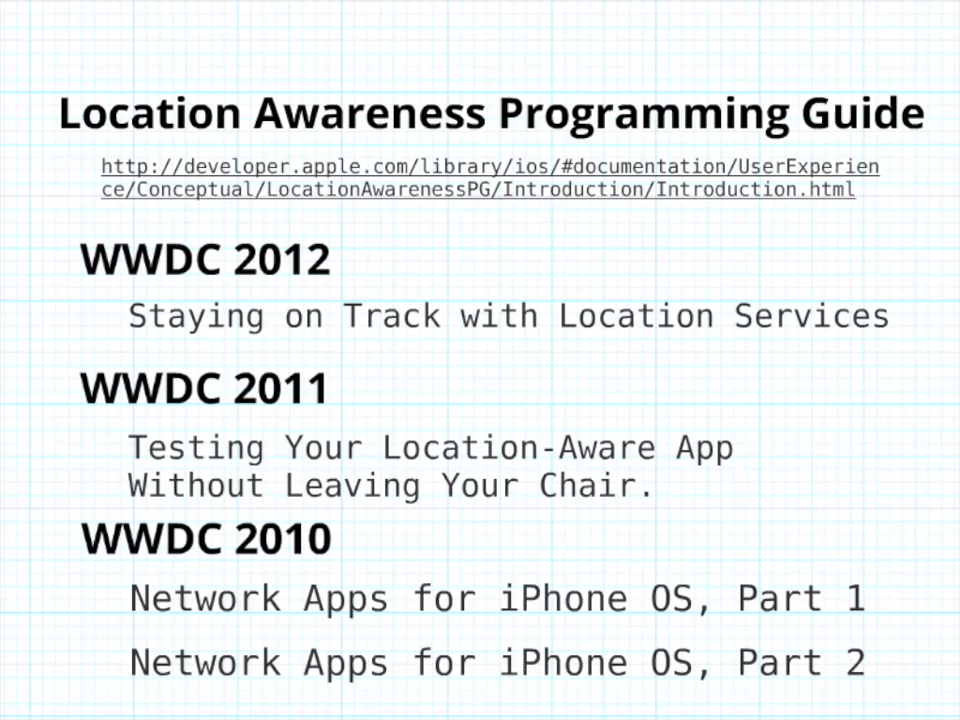 Location Awareness Programming Guide
http://developer.apple.com/library/ios/#documentation/UserExperien
ce/Conceptual/LocationAwarenessPG/Introduction/Introduction.html
WWDC 2012
Staying on Track with Location Services
WWDC 2011
Testing Your Location-Aware App
Without Leaving Your Chair.
WWDC 2010
Network Apps for iPhone OS, Part 1
Network Apps for iPhone OS, Part 2